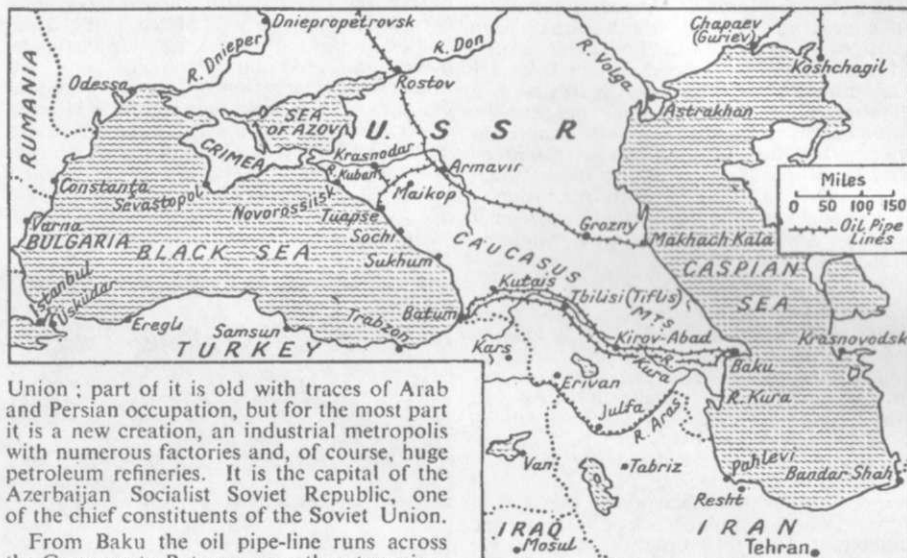 Dniepropetrovsk
R. Dnieper
R. Don
R. Volga
Chapaev
(Guriev)
Koshchagil
RUMANIA
Odessa
Rostov
Astrakhan
SEA
OF AZOV
U. S S R
CRIMEA
Krasnodar
R. Kuban
Armavir
Miles
0 50 100 150
Oil Pipe
Lines
Constanta
Sevastopol
Novorossiisk
Maikop
Tuapse
Varna
BULGARIA
BLACK SEA
Sochi
Grozny
Makhach Kala
CAUCASUS
MTS
CASPIAN
SEA
Sukhum
Istanbul
Usküdar
Kutais
Tbilisi (Tiflis)
Batum
Eregli
Samsun
Trabzon
Kirov-Abad
Krasnovodsk
TURKEY
Kars
R. Kura
Baku
Erivan
R. Kura
Julfa
R. Aras
Van
Tabriz
Pahlevi
Bandar Shah
Resht
IRAQ
Mosul
IRAN
Tehran
Union ; part of it is old with traces of Arab
and Persian occupation, but for the most part
it is a new creation, an industrial metropolis
with numerous factories and, of course, huge
petroleum refineries. It is the capital of the
Azerbaijan Socialist Soviet Republic, one
of the chief constituents of the Soviet Union.
From Baku the oil pipe-line runs across